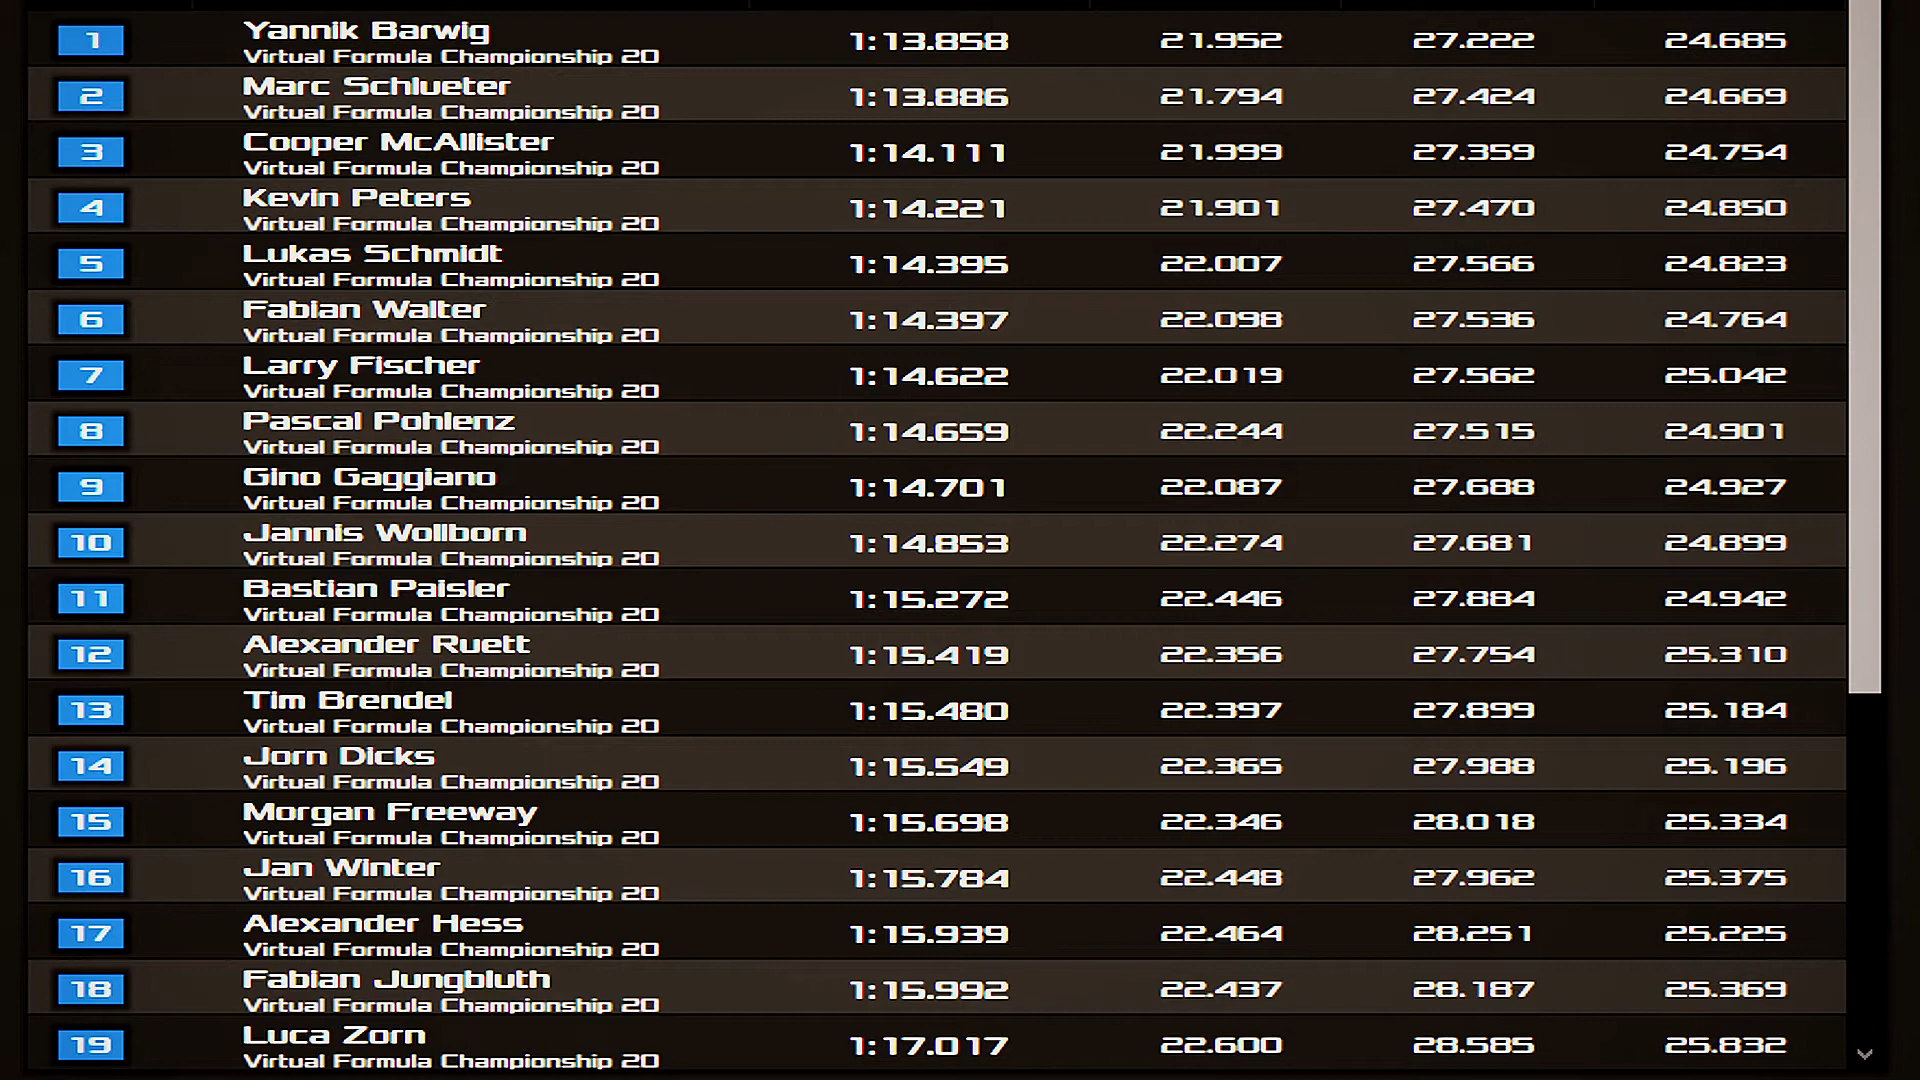 1 Yannik Barwig 1:13.858 21.952 27.222 24.685
Virtual Formula Championship 20
2 Marc Schlueter 1:13.886 21.794 27.424 24.669
Virtual Formula Championship 20
3 Cooper McAllister 1:14.111 21.999 27.359 24.754
Virtual Formula Championship 20
4 Kevin Peters 1:14.221 21.901 27.470 24.850
Virtual Formula Championship 20
5 Lukas Schmidt 1:14.395 22.007 27.566 24.823
Virtual Formula Championship 20
6 Fabian Walter 1:14.397 22.098 27.536 24.764
Virtual Formula Championship 20
7 Larry Fischer 1:14.622 22.019 27.562 25.042
Virtual Formula Championship 20
8 Pascal Pohlenz 1:14.659 22.244 27.515 24.901
Virtual Formula Championship 20
9 Gino Gaggiano 1:14.701 22.087 27.688 24.927
Virtual Formula Championship 20
10 Jannis Wollborn 1:14.853 22.274 27.681 24.899
Virtual Formula Championship 20
11 Bastian Paisler 1:15.272 22.446 27.884 24.942
Virtual Formula Championship 20
12 Alexander Ruett 1:15.419 22.356 27.754 25.310
Virtual Formula Championship 20
13 Tim Brendel 1:15.480 22.397 27.899 25.184
Virtual Formula Championship 20
14 Jorn Dicks 1:15.549 22.365 27.988 25.196
Virtual Formula Championship 20
15 Morgan Freeway 1:15.698 22.346 28.018 25.334
Virtual Formula Championship 20
16 Jan Winter 1:15.784 22.448 27.962 25.375
Virtual Formula Championship 20
17 Alexander Hess 1:15.939 22.464 28.251 25.225
Virtual Formula Championship 20
18 Fabian Jungbluth 1:15.992 22.437 28.187 25.369
Virtual Formula Championship 20
19 Luca Zorn 1:17.017 22.600 28.585 25.832
Virtual Formula Championship 20